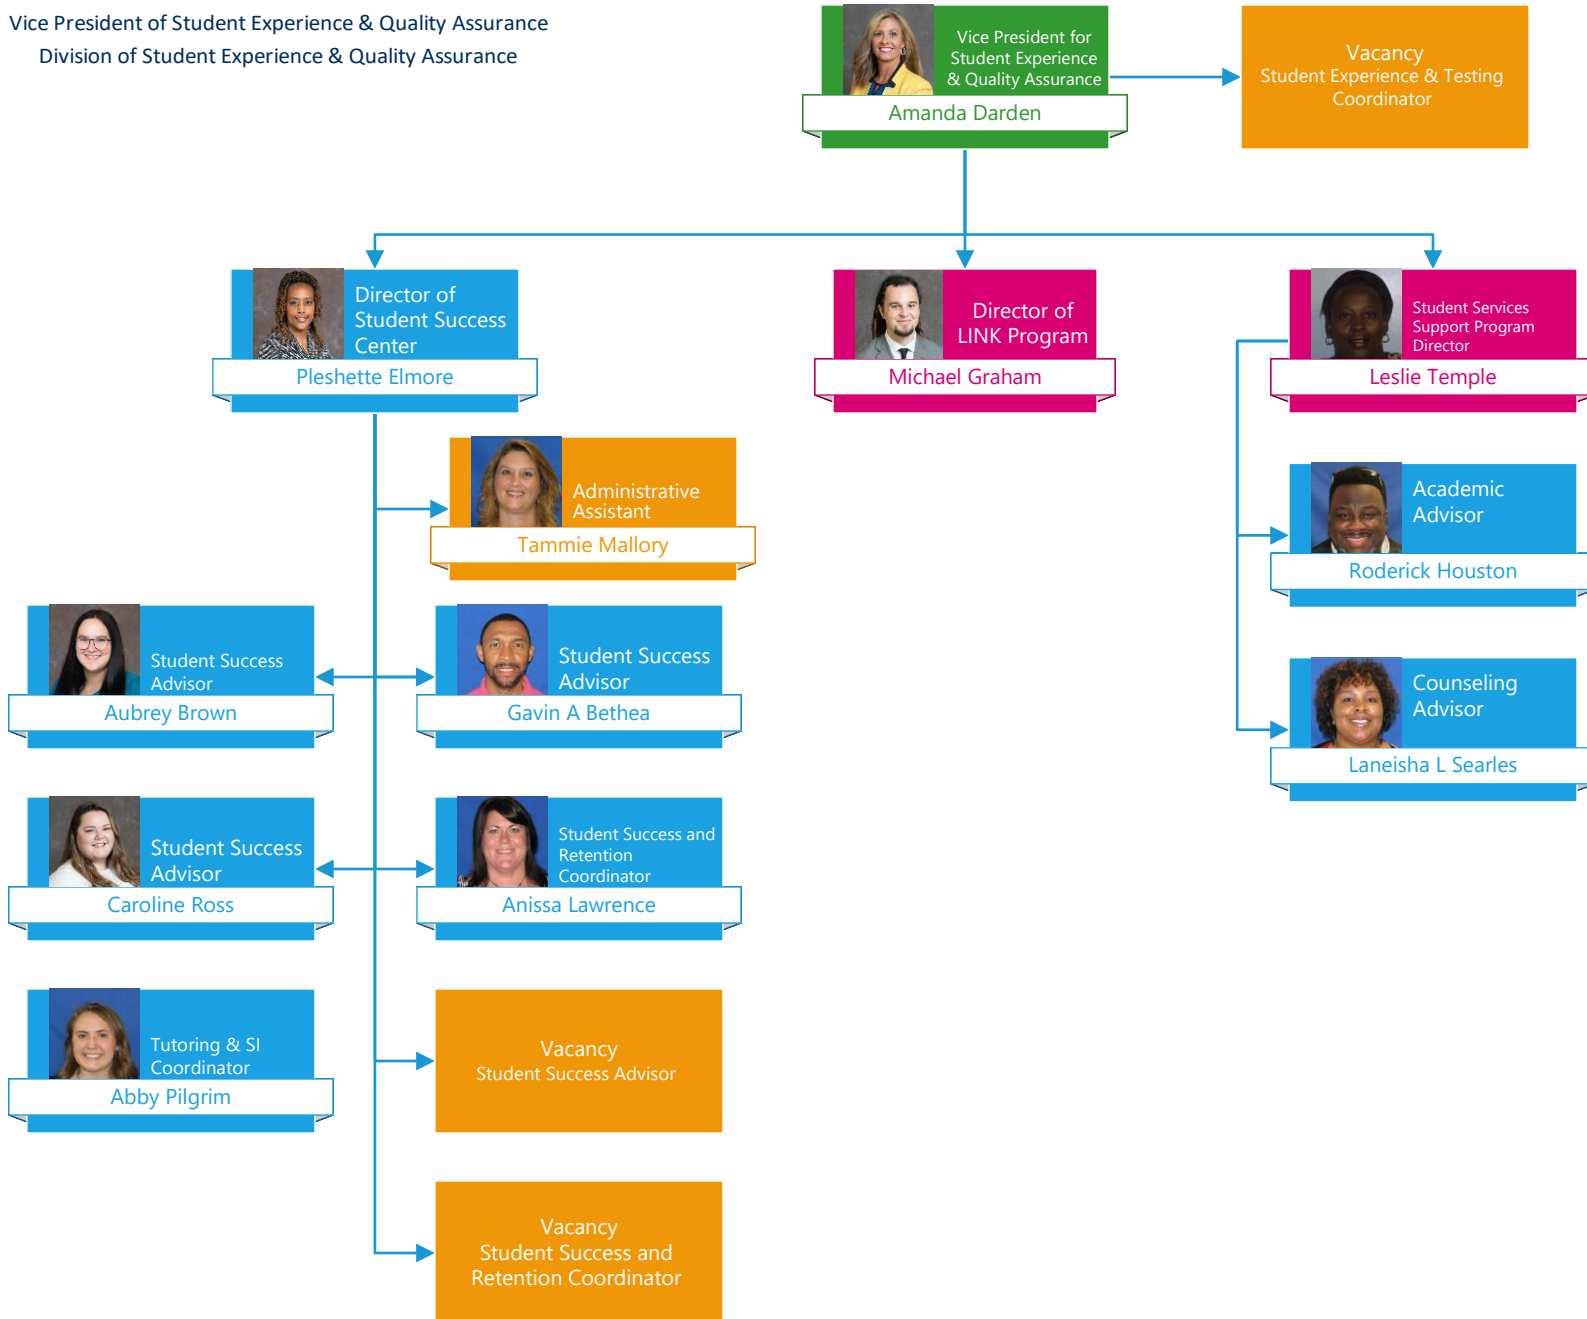 Vice President of Student Experience & Quality Assurance
Division of Student Experience & Quality Assurance
Vice President for
Student Experience
& Quality Assurance
Amanda Darden
Vacancy
Student Experience & Testing
Coordinator
Director of
Student Success
Center
Pleshette Elmore
Director of
LINK Program
Michael Graham
Student Services
Support Program
Director
Leslie Temple
Administrative
Assistant
Tammie Mallory
Academic
Advisor
Roderick Houston
Student Success
Advisor
Aubrey Brown
Student Success
Advisor
Gavin A Bethea
Counseling
Advisor
Laneisha L Searles
Student Success
Advisor
Caroline Ross
Student Success and
Retention
Coordinator
Anissa Lawrence
Tutoring & SI
Coordinator
Abby Pilgrim
Vacancy
Student Success Advisor
Vacancy
Student Success and
Retention Coordinator